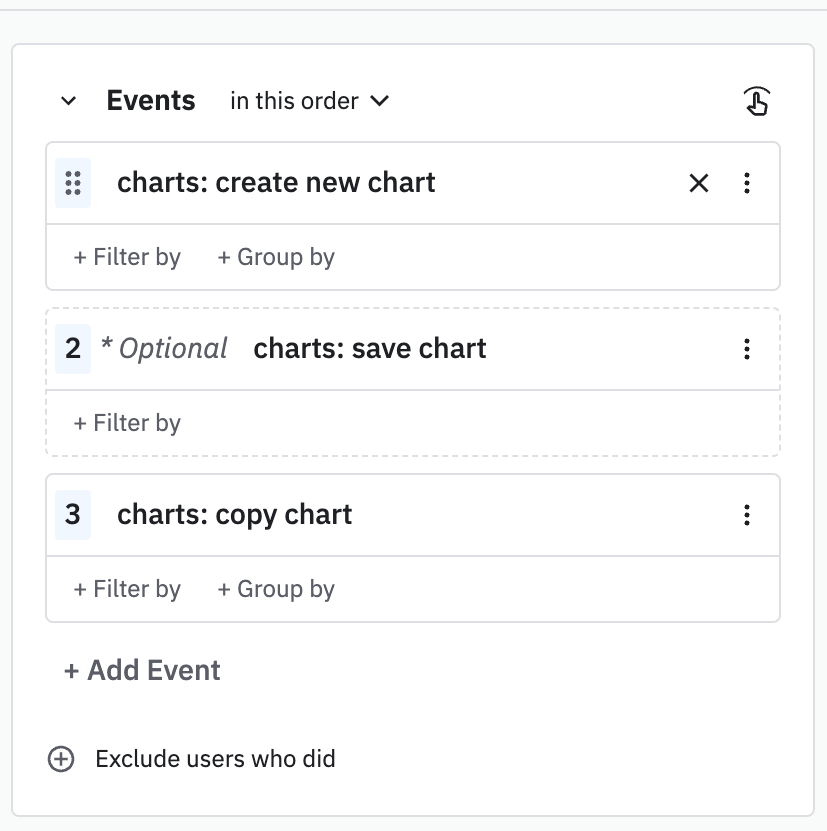 Events in this order
charts: create new chart
+ Filter by + Group by
2 * Optional charts: save chart
+ Filter by
3 charts: copy chart
+ Filter by + Group by
+ Add Event
Exclude users who did